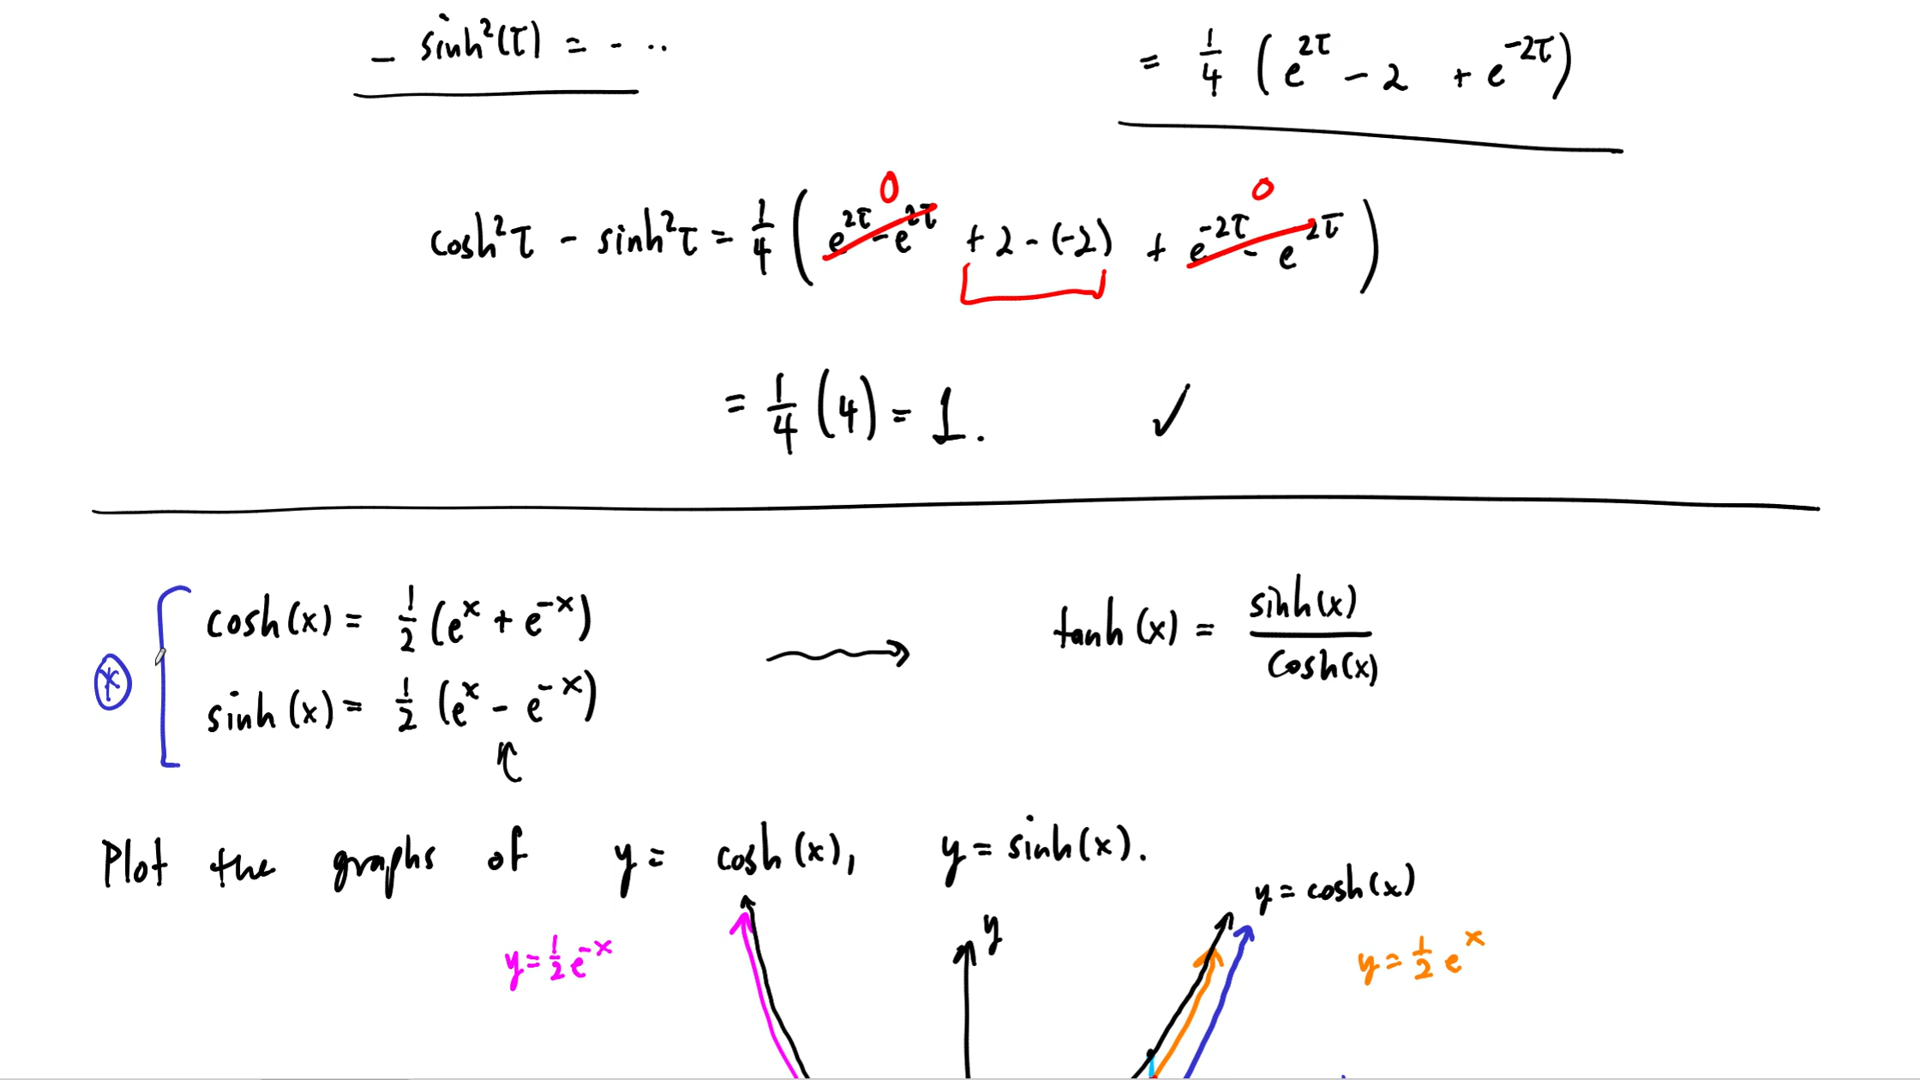 - sinh²(τ) = - ..
= 1/4 (e^{2τ} - 2 + e^{-2τ})
0 0
cosh²τ - sinh²τ = 1/4 (e^{2τ} - e^{2τ} + 2 - (-2) + e^{-2τ} - e^{2τ})
= 1/4 (4) = 1. ✓
cosh(x) = 1/2 (e^x + e^{-x})
tanh(x) = sinh(x)/cosh(x)
*
sinh(x) = 1/2 (e^x - e^{-x})
Plot the graphs of y = cosh(x), y = sinh(x).
y = cosh(x)
y
y = 1/2 e^{-x}
y = 1/2 e^x